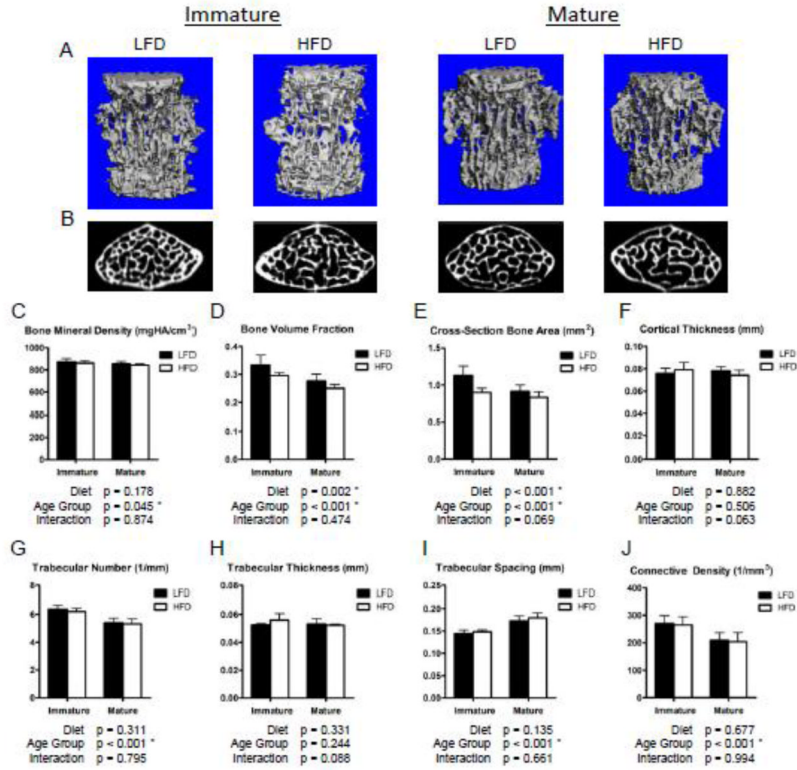 Immature Mature
LFD HFD LFD HFD
A
B
C D E F
Bone Mineral Density (mgHA/cm³) Bone Volume Fraction Cross-Section Bone Area (mm²) Cortical Thickness (mm)
1000 800 600 400 200 0
LFD HFD
Immature Mature
0.4 0.3 0.2 0.1 0.0
LFD HFD
Immature Mature
1.5 1.0 0.5 0.0
LFD HFD
Immature Mature
0.10 0.08 0.06 0.04 0.02 0.00
LFD HFD
Immature Mature
Diet p = 0.178 Diet p = 0.002 * Diet p < 0.001 * Diet p = 0.882
Age Group p = 0.045 * Age Group p < 0.001 * Age Group p < 0.001 * Age Group p = 0.506
Interaction p = 0.874 Interaction p = 0.474 Interaction p = 0.069 Interaction p = 0.063
G H I J
Trabecular Number (1/mm) Trabecular Thickness (mm) Trabecular Spacing (mm) Connective Density (1/mm³)
8 6 4 2 0
LFD HFD
Immature Mature
0.08 0.06 0.04 0.02 0.00
LFD HFD
Immature Mature
0.25 0.20 0.15 0.10 0.05 0.00
LFD HFD
Immature Mature
400 300 200 100 0
LFD HFD
Immature Mature
Diet p = 0.311 Diet p = 0.331 Diet p = 0.135 Diet p = 0.677
Age Group p < 0.001 * Age Group p = 0.244 Age Group p < 0.001 * Age Group p < 0.001 *
Interaction p = 0.795 Interaction p = 0.088 Interaction p = 0.661 Interaction p = 0.994